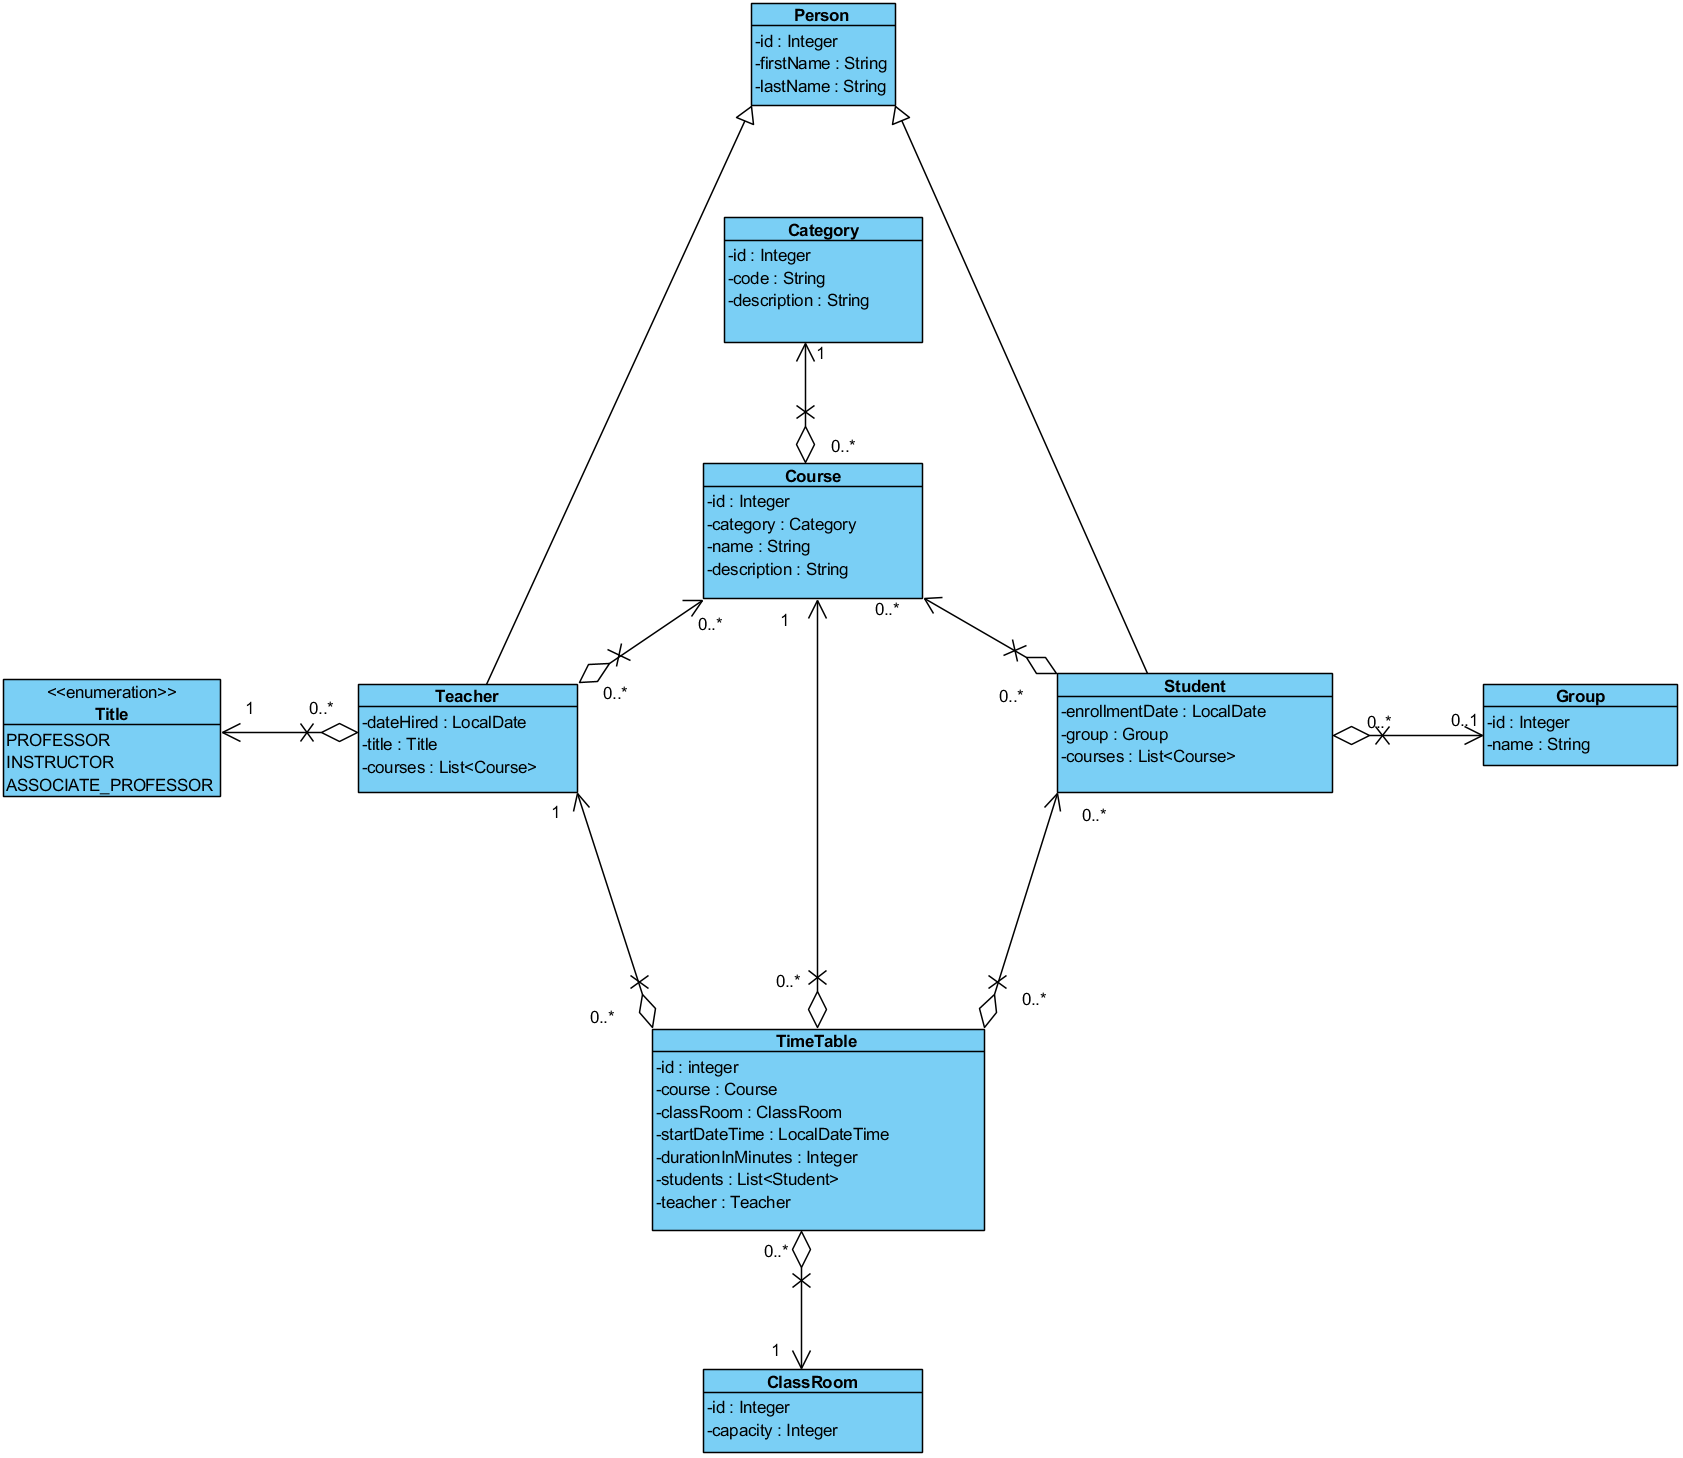 Person
-id : Integer
-firstName : String
-lastName : String
Category
-id : Integer
-code : String
-description : String
1
0..*
Course
-id : Integer
-category : Category
-name : String
-description : String
0..*
1
0..*
0..*
0..*
<<enumeration>>
Title
PROFESSOR
INSTRUCTOR
ASSOCIATE_PROFESSOR
1
0..*
Teacher
-dateHired : LocalDate
-title : Title
-courses : List<Course>
Student
-enrollmentDate : LocalDate
-group : Group
-courses : List<Course>
0..*
0..1
Group
-id : Integer
-name : String
1
0..*
0..*
0..*
0..*
TimeTable
-id : integer
-course : Course
-classRoom : ClassRoom
-startDateTime : LocalDateTime
-durationInMinutes : Integer
-students : List<Student>
-teacher : Teacher
0..*
1
ClassRoom
-id : Integer
-capacity : Integer